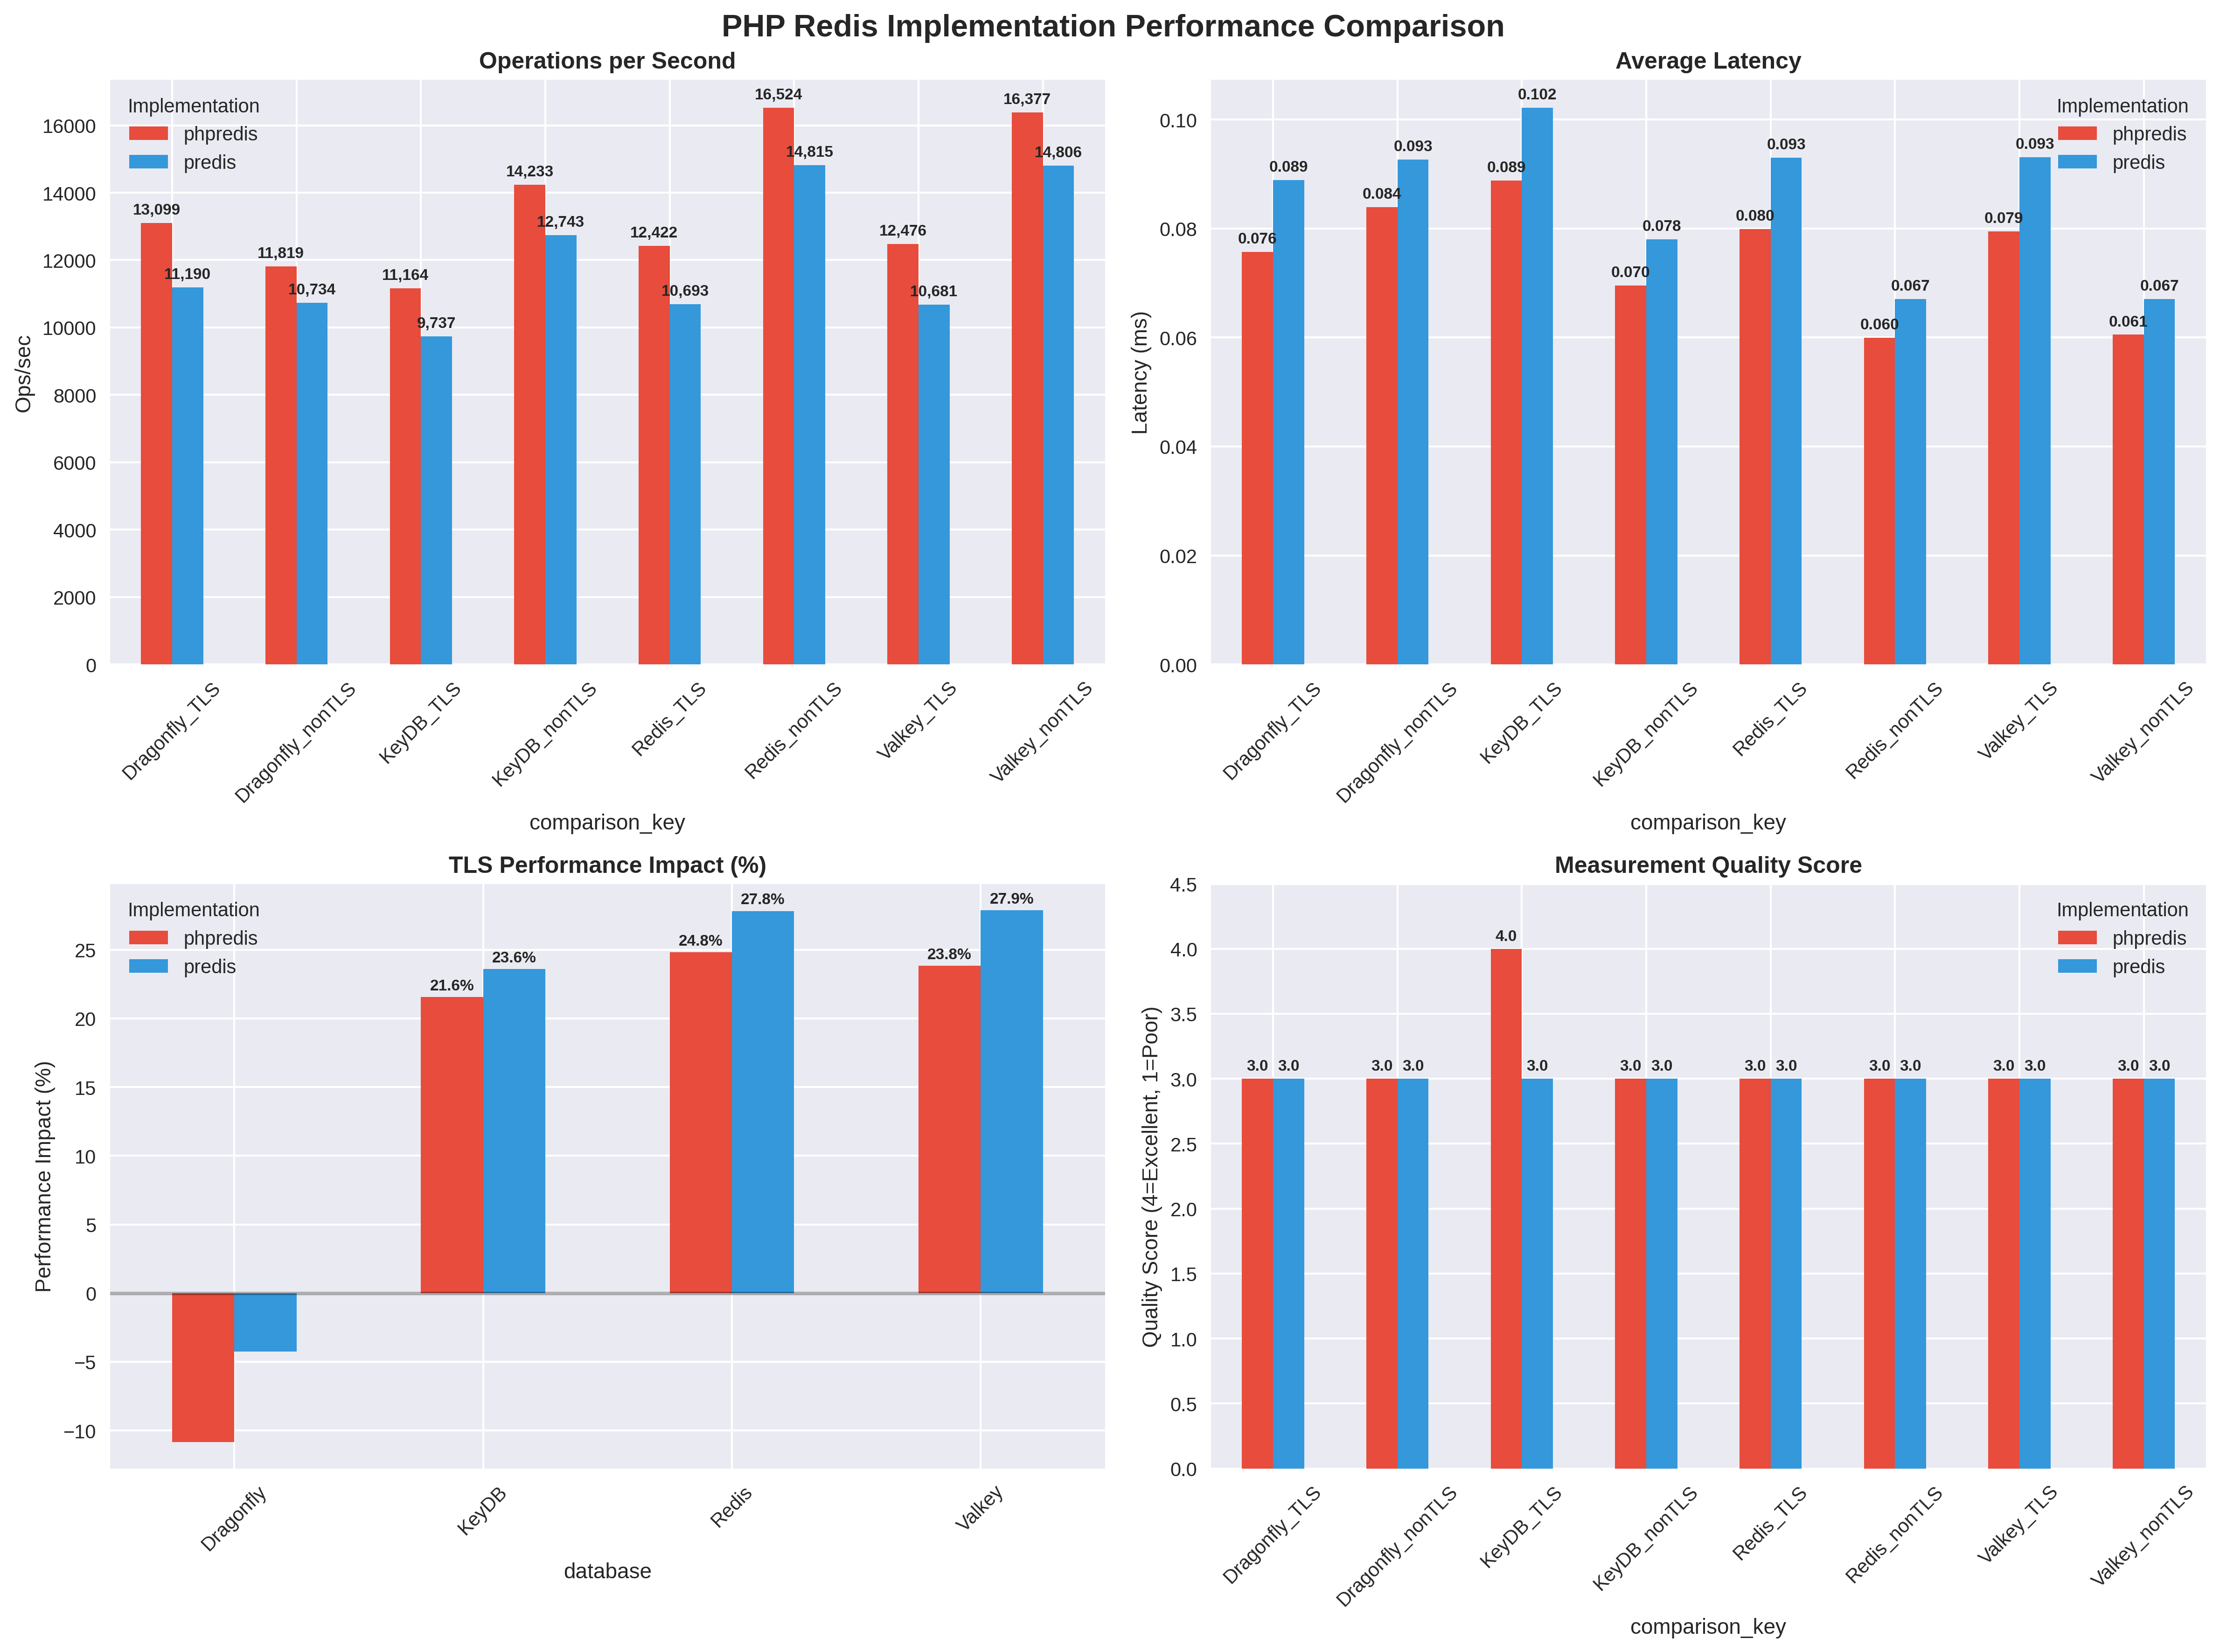 PHP Redis Implementation Performance Comparison
Operations per Second
Implementation
phpredis
predis
16,524
16,377
14,815
14,806
14,233
13,099
12,743
12,422
12,476
11,819
11,190
11,164
10,734
10,693
10,681
9,737
16000
14000
12000
10000
8000
6000
4000
2000
0
Ops/sec
Dragonfly_TLS
Dragonfly_nonTLS
KeyDB_TLS
KeyDB_nonTLS
Redis_TLS
Redis_nonTLS
Valkey_TLS
Valkey_nonTLS
comparison_key
Average Latency
Implementation
phpredis
predis
0.102
0.093
0.093
0.093
0.089
0.089
0.084
0.080
0.079
0.078
0.076
0.070
0.067
0.067
0.060
0.061
0.10
0.08
0.06
0.04
0.02
0.00
Latency (ms)
Dragonfly_TLS
Dragonfly_nonTLS
KeyDB_TLS
KeyDB_nonTLS
Redis_TLS
Redis_nonTLS
Valkey_TLS
Valkey_nonTLS
comparison_key
TLS Performance Impact (%)
Implementation
phpredis
predis
21.6%
23.6%
24.8%
27.8%
23.8%
27.9%
25
20
15
10
5
0
−5
−10
Performance Impact (%)
Dragonfly
KeyDB
Redis
Valkey
database
Measurement Quality Score
Implementation
phpredis
predis
4.0
3.0 3.0
3.0 3.0
3.0
3.0 3.0
3.0 3.0
3.0 3.0
3.0 3.0
3.0 3.0
4.5
4.0
3.5
3.0
2.5
2.0
1.5
1.0
0.5
0.0
Quality Score (4=Excellent, 1=Poor)
Dragonfly_TLS
Dragonfly_nonTLS
KeyDB_TLS
KeyDB_nonTLS
Redis_TLS
Redis_nonTLS
Valkey_TLS
Valkey_nonTLS
comparison_key